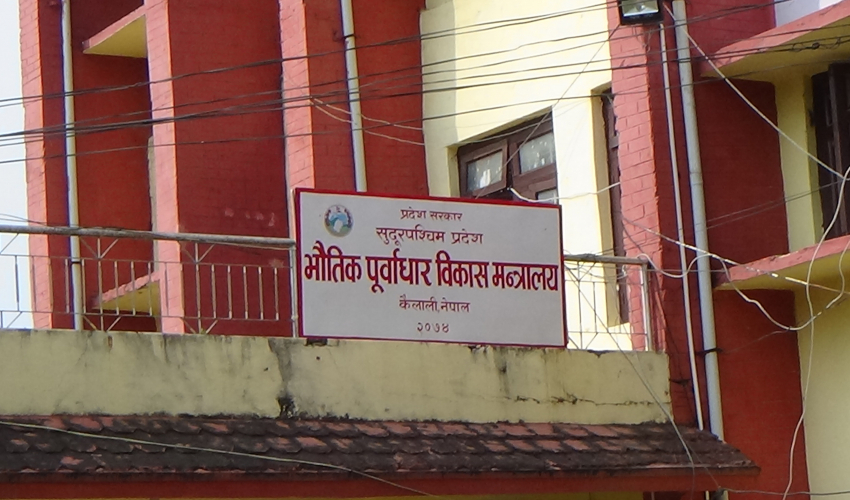 प्रदेश सरकार
सुदूरपश्चिम प्रदेश
भौतिक पूर्वाधार विकास मन्त्रालय
कैलाली,नेपाल
२०७४